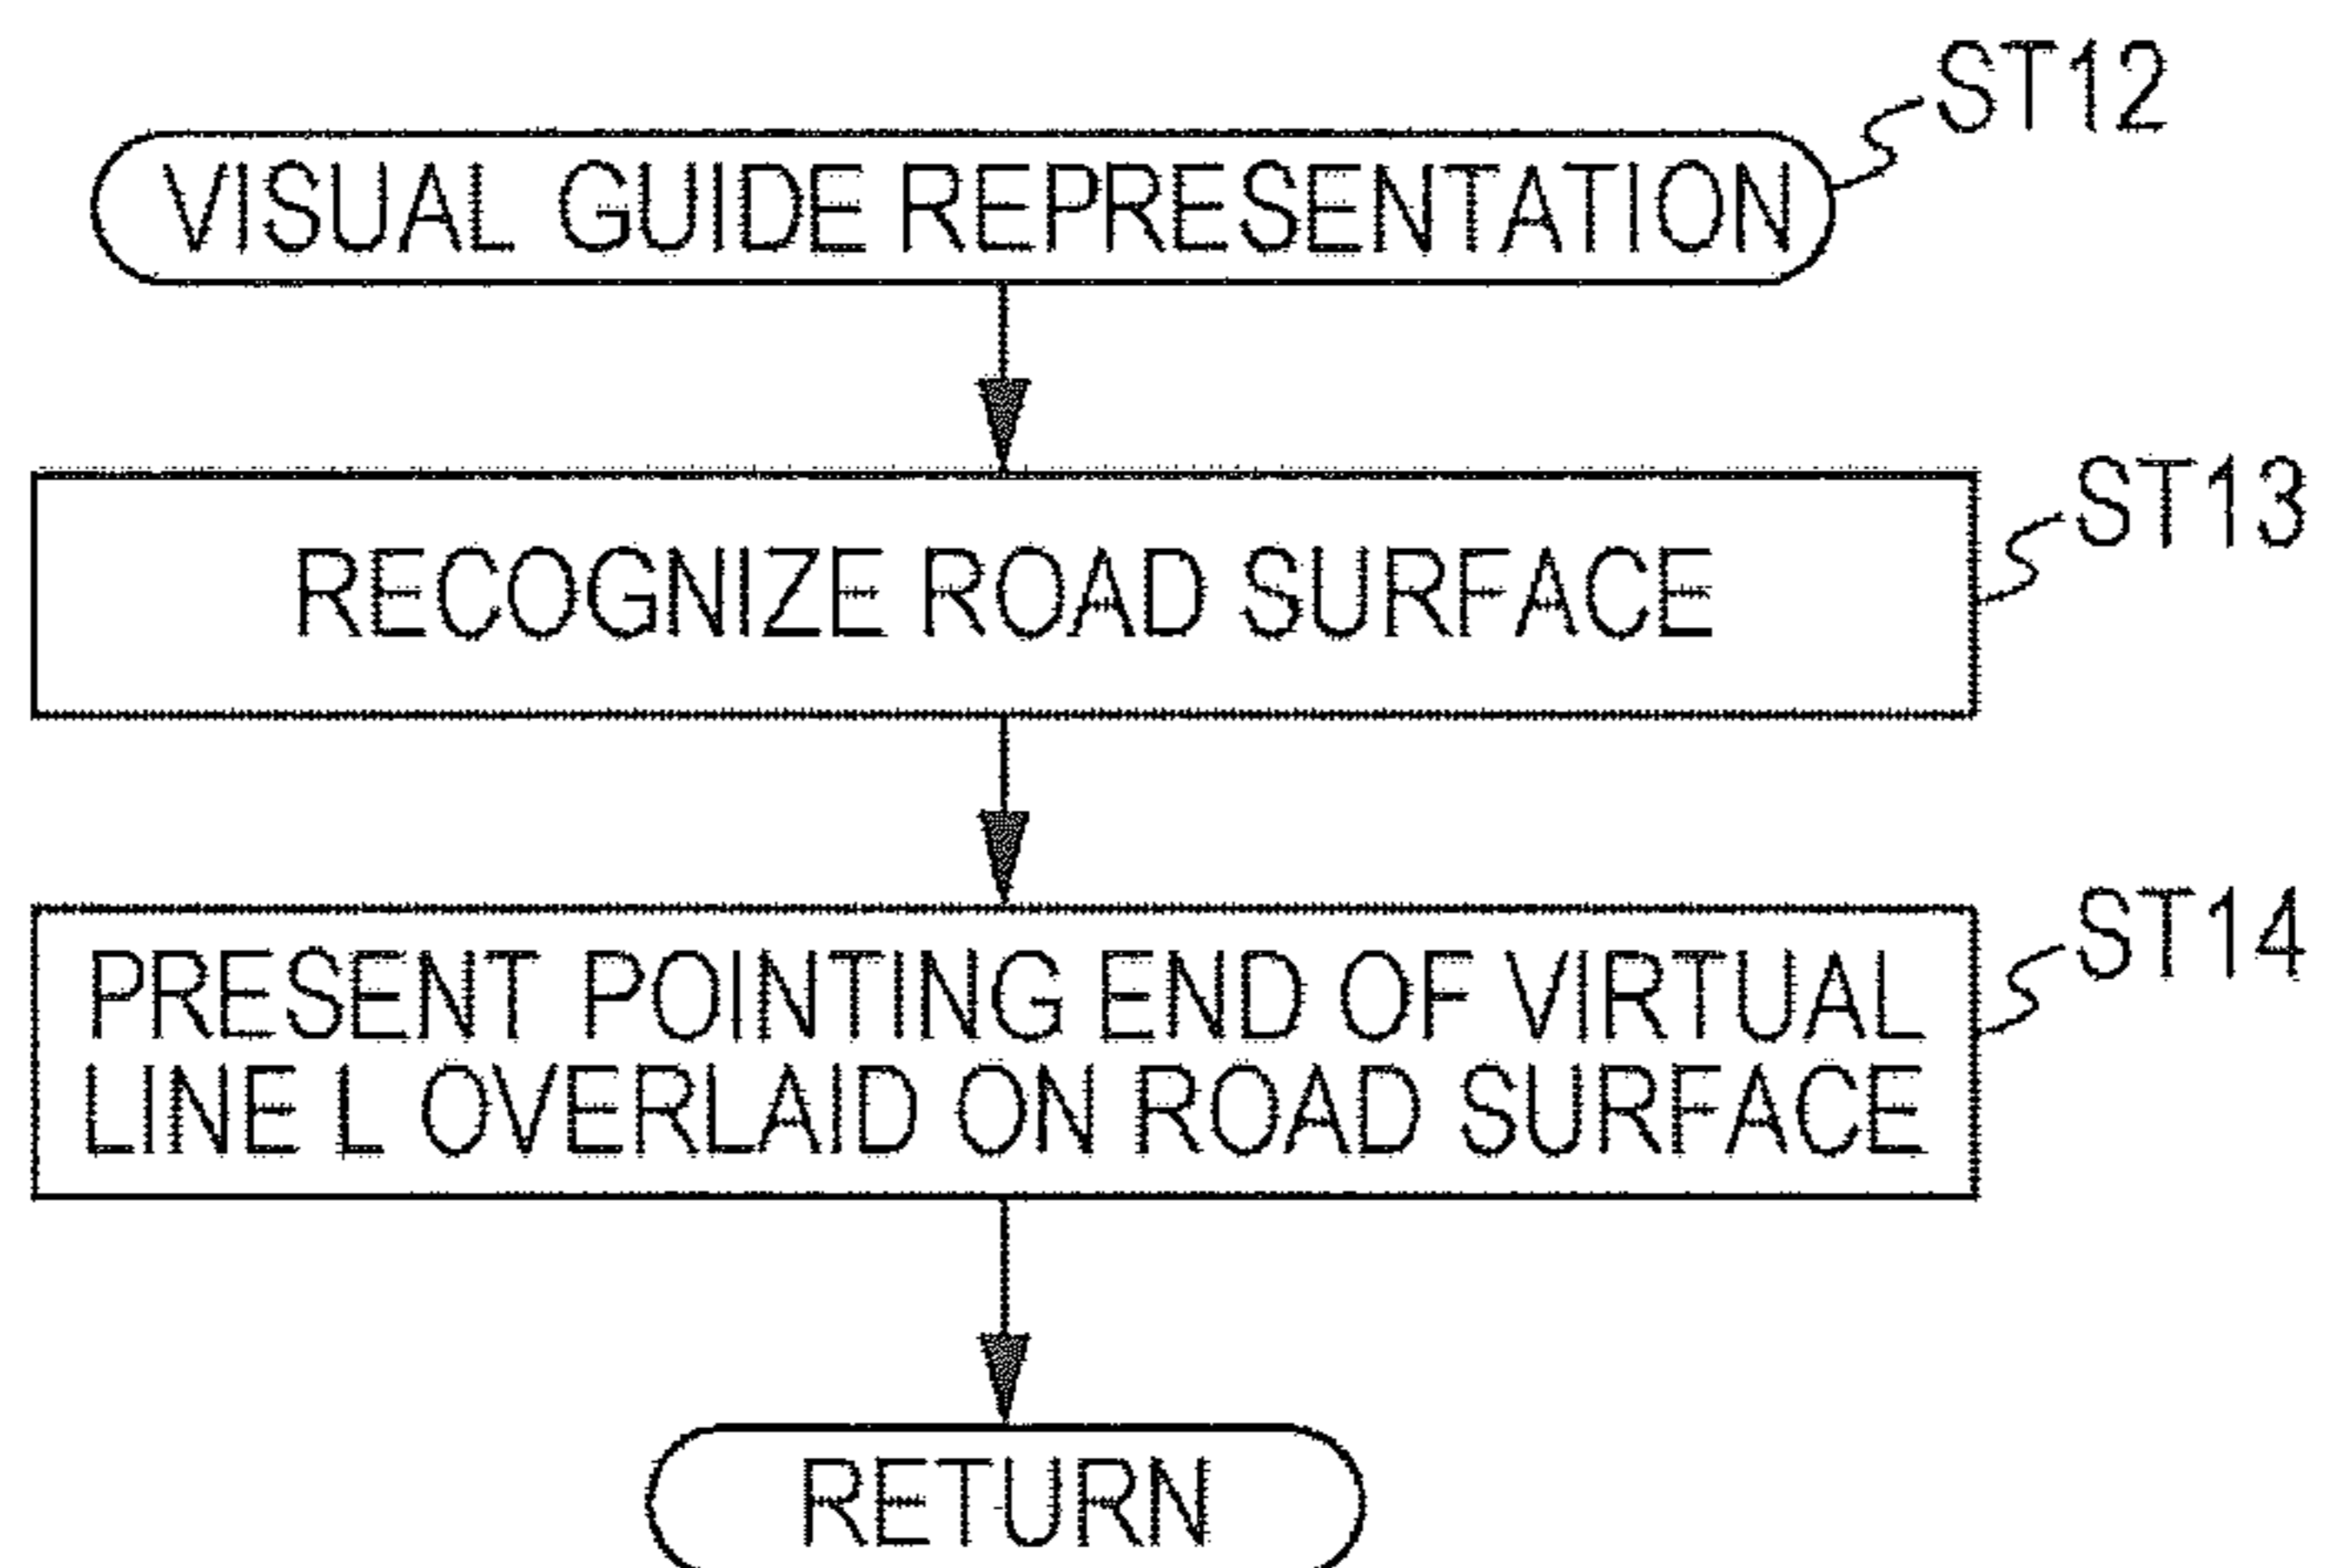 ST12
VISUAL GUIDE REPRESENTATION
ST13
RECOGNIZE ROAD SURFACE
ST14
PRESENT POINTING END OF VIRTUAL
LINE L OVERLAID ON ROAD SURFACE
RETURN